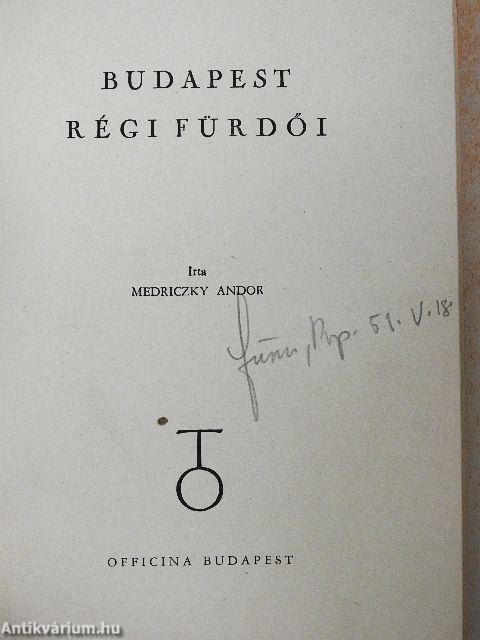 BUDAPEST
RÉGI FÜRDŐI
Irta
MEDRICZKY ANDOR
Bp. 51. V. 18.
OFFICINA BUDAPEST
Antikvárium.hu